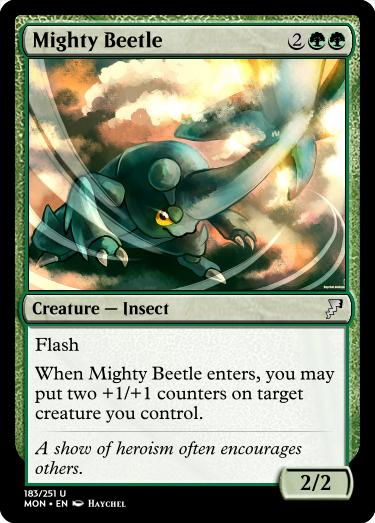 Mighty Beetle 2
Creature — Insect
Flash
When Mighty Beetle enters, you may
put two +1/+1 counters on target
creature you control.
A show of heroism often encourages
others.
2/2
183/251 U
MON • EN HAYCHEL